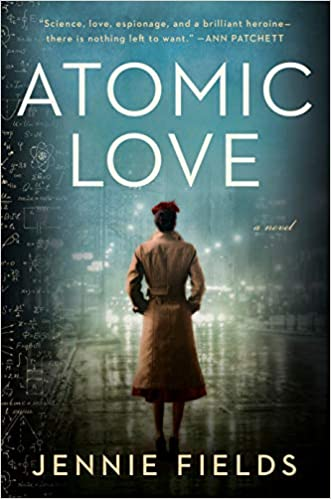 "Science, love, espionage, and a brilliant heroine—
there is nothing left to want." —ANN PATCHETT
ATOMIC
LOVE
a novel
JENNIE FIELDS